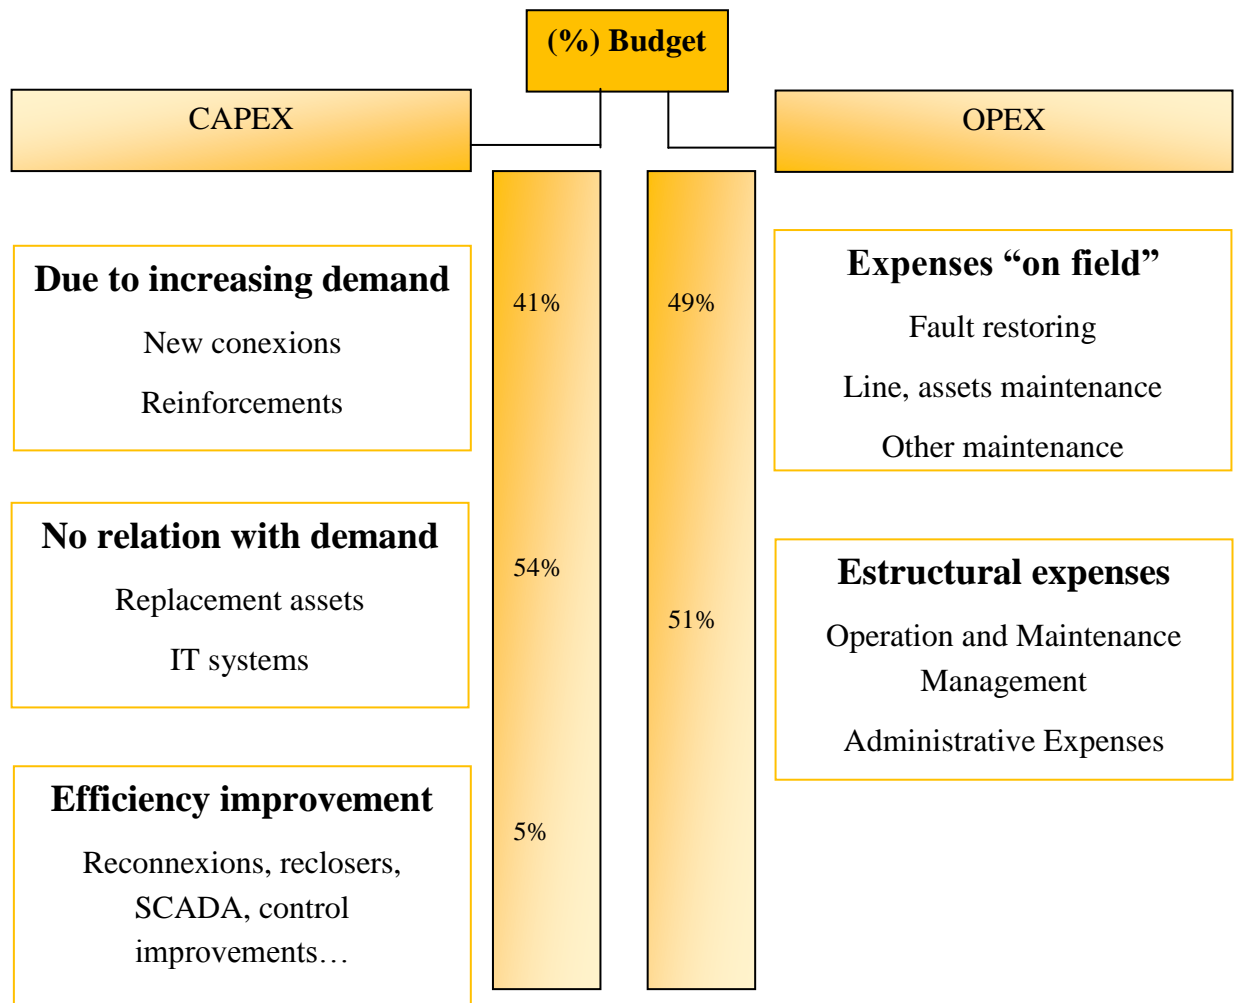 (%) Budget
CAPEX
OPEX
Due to increasing demand
New conexions
Reinforcements
41%
49%
Expenses “on field”
Fault restoring
Line, assets maintenance
Other maintenance
No relation with demand
Replacement assets
IT systems
54%
51%
Estructural expenses
Operation and Maintenance
Management
Administrative Expenses
Efficiency improvement
Reconnexions, reclosers,
SCADA, control
improvements…
5%